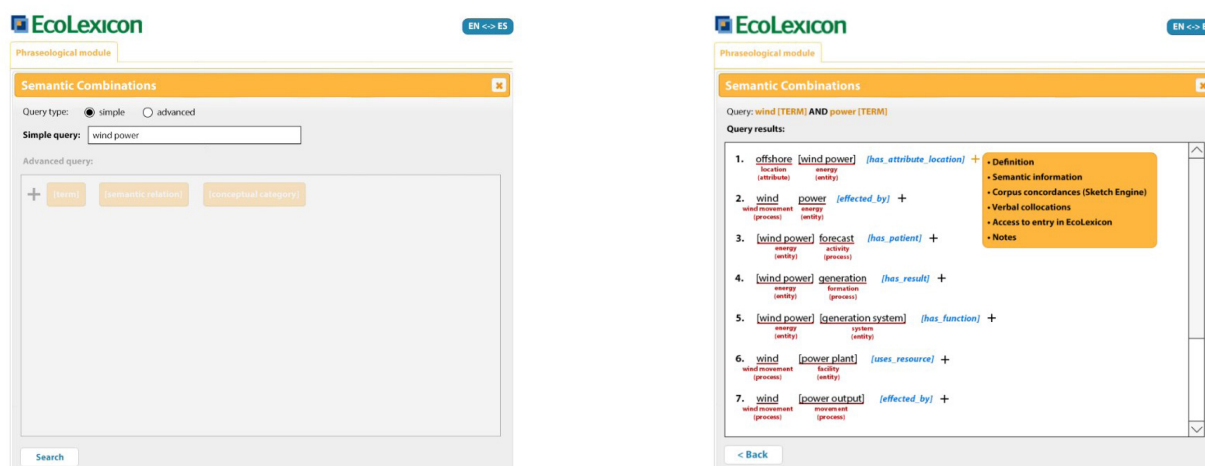 EcoLexicon
EN <-> ES
Phraseological module
Semantic Combinations
Query type: simple advanced
Simple query: wind power
Advanced query:
+ [term] [semantic relation] [conceptual category]
Search
EcoLexicon
EN <-> E
Phraseological module
Semantic Combinations
Query: wind [TERM] AND power [TERM]
Query results:
1. offshore [wind power] [has_attribute_location] +
location energy
(attribute) (entity)
• Definition
• Semantic information
• Corpus concordances (Sketch Engine)
• Verbal collocations
• Access to entry in EcoLexicon
• Notes
2. wind power [effected_by] +
wind movement energy
(process) (entity)
3. [wind power] forecast [has_patient] +
energy activity
(entity) (process)
4. [wind power] generation [has_result] +
energy formation
(entity) (process)
5. [wind power] [generation system] [has_function] +
energy system
(entity) (entity)
6. wind [power plant] [uses_resource] +
wind movement facility
(process) (entity)
7. wind [power output] [effected_by] +
wind movement movement
(process) (process)
< Back